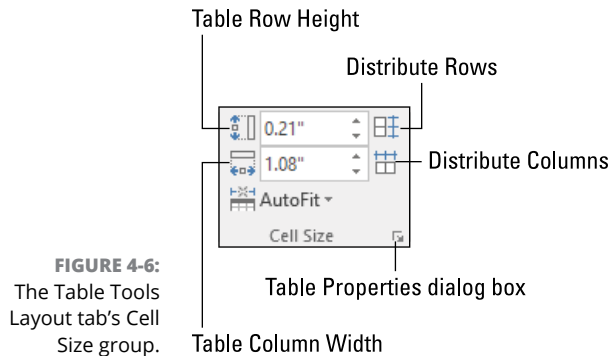 Table Row Height
Distribute Rows
0.21"
1.08"
Distribute Columns
AutoFit
Cell Size
Table Properties dialog box
Table Column Width
FIGURE 4-6:
The Table Tools
Layout tab's Cell
Size group.